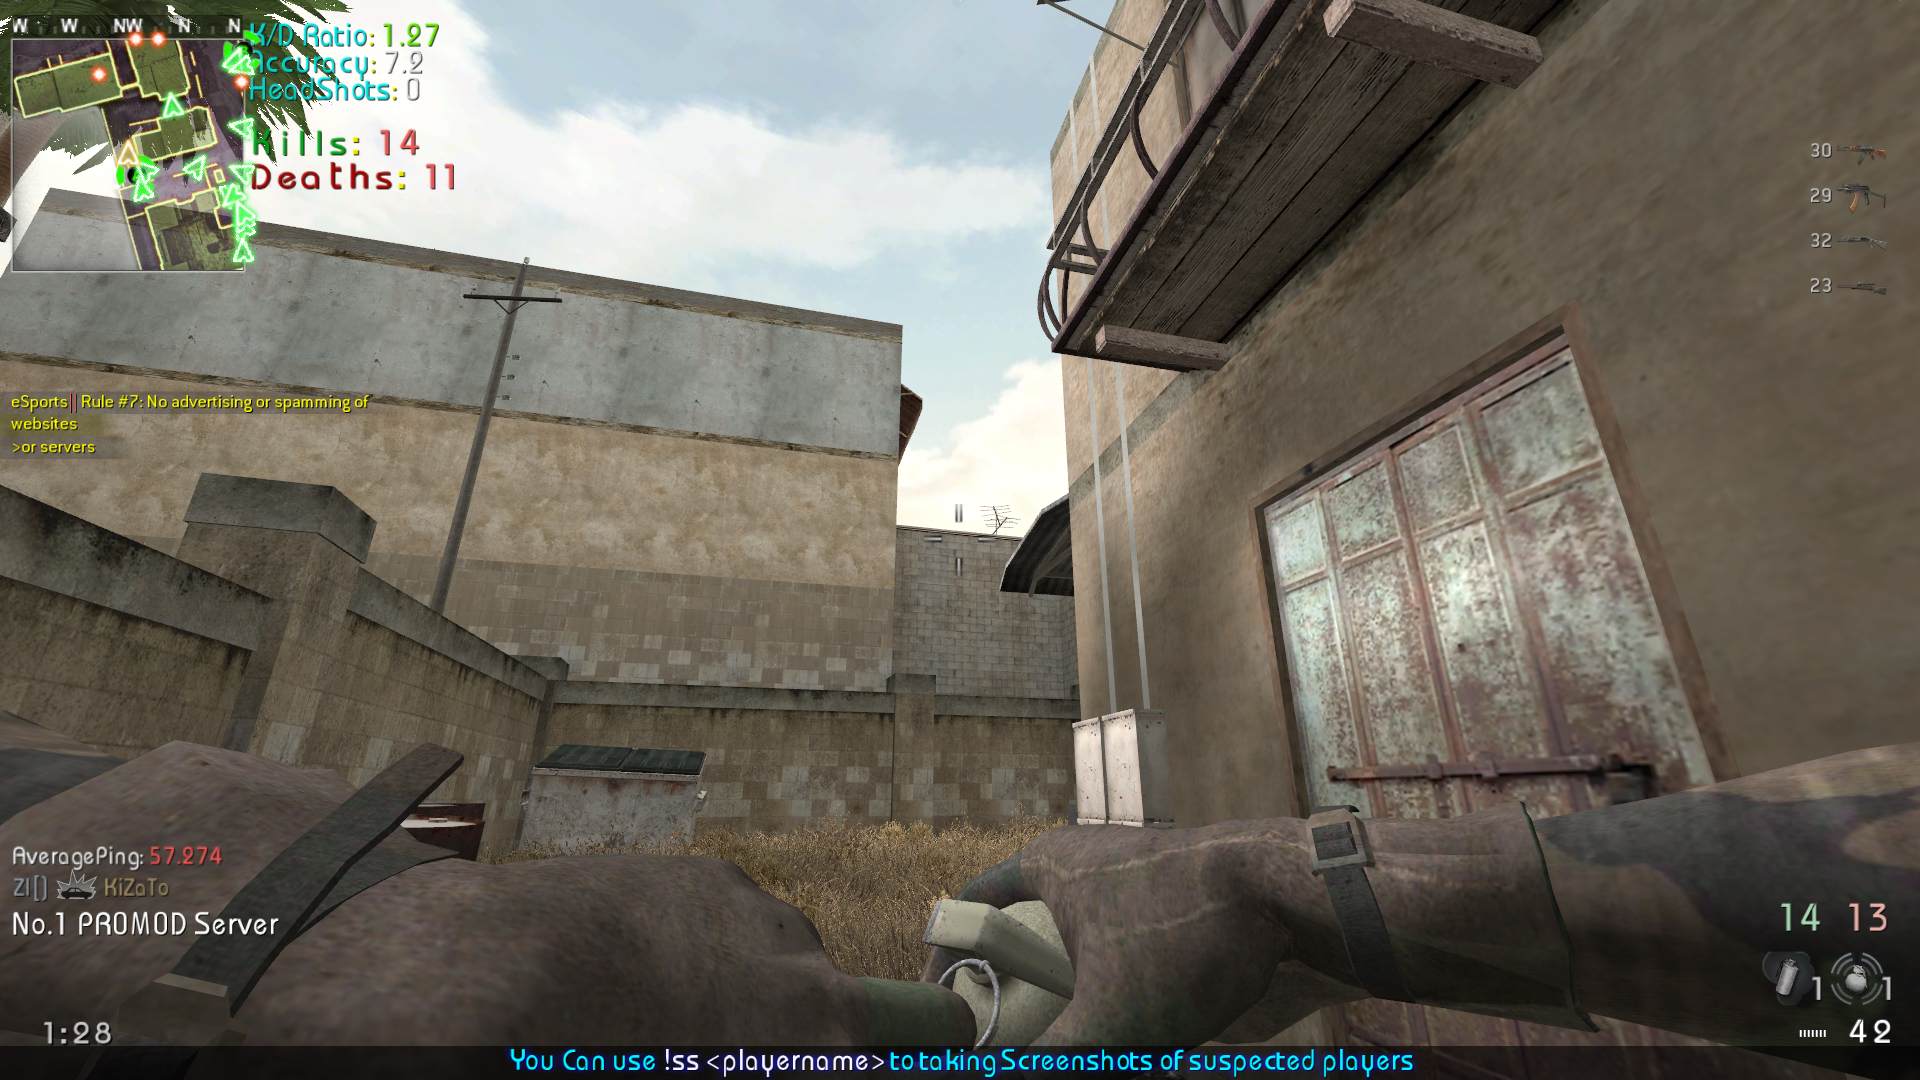 W W NW N N
K/D Ratio: 1.27
Accuracy: 7.2
HeadShots: 0
Kills: 14
Deaths: 11
30
29
32
23
eSports|| Rule #7: No advertising or spamming of
websites
>or servers
AveragePing: 57.274
ZI[] KiZaTo
No.1 PROMOD Server
14 13
1 1
1:28
42
You Can use !ss <playername> to taking Screenshots of suspected players